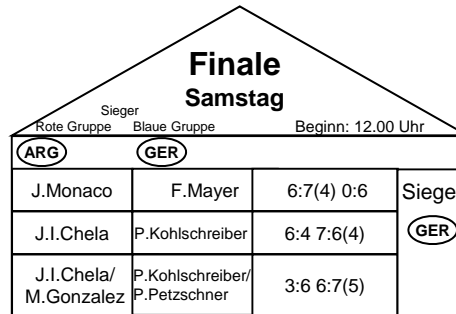 Finale
Samstag
Sieger
Rote Gruppe Blaue Gruppe Beginn: 12.00 Uhr
ARG GER
J.Monaco F.Mayer 6:7(4) 0:6 Siege
J.I.Chela P.Kohlschreiber 6:4 7:6(4) GER
J.I.Chela/ P.Kohlschreiber/
M.Gonzalez P.Petzschner 3:6 6:7(5)